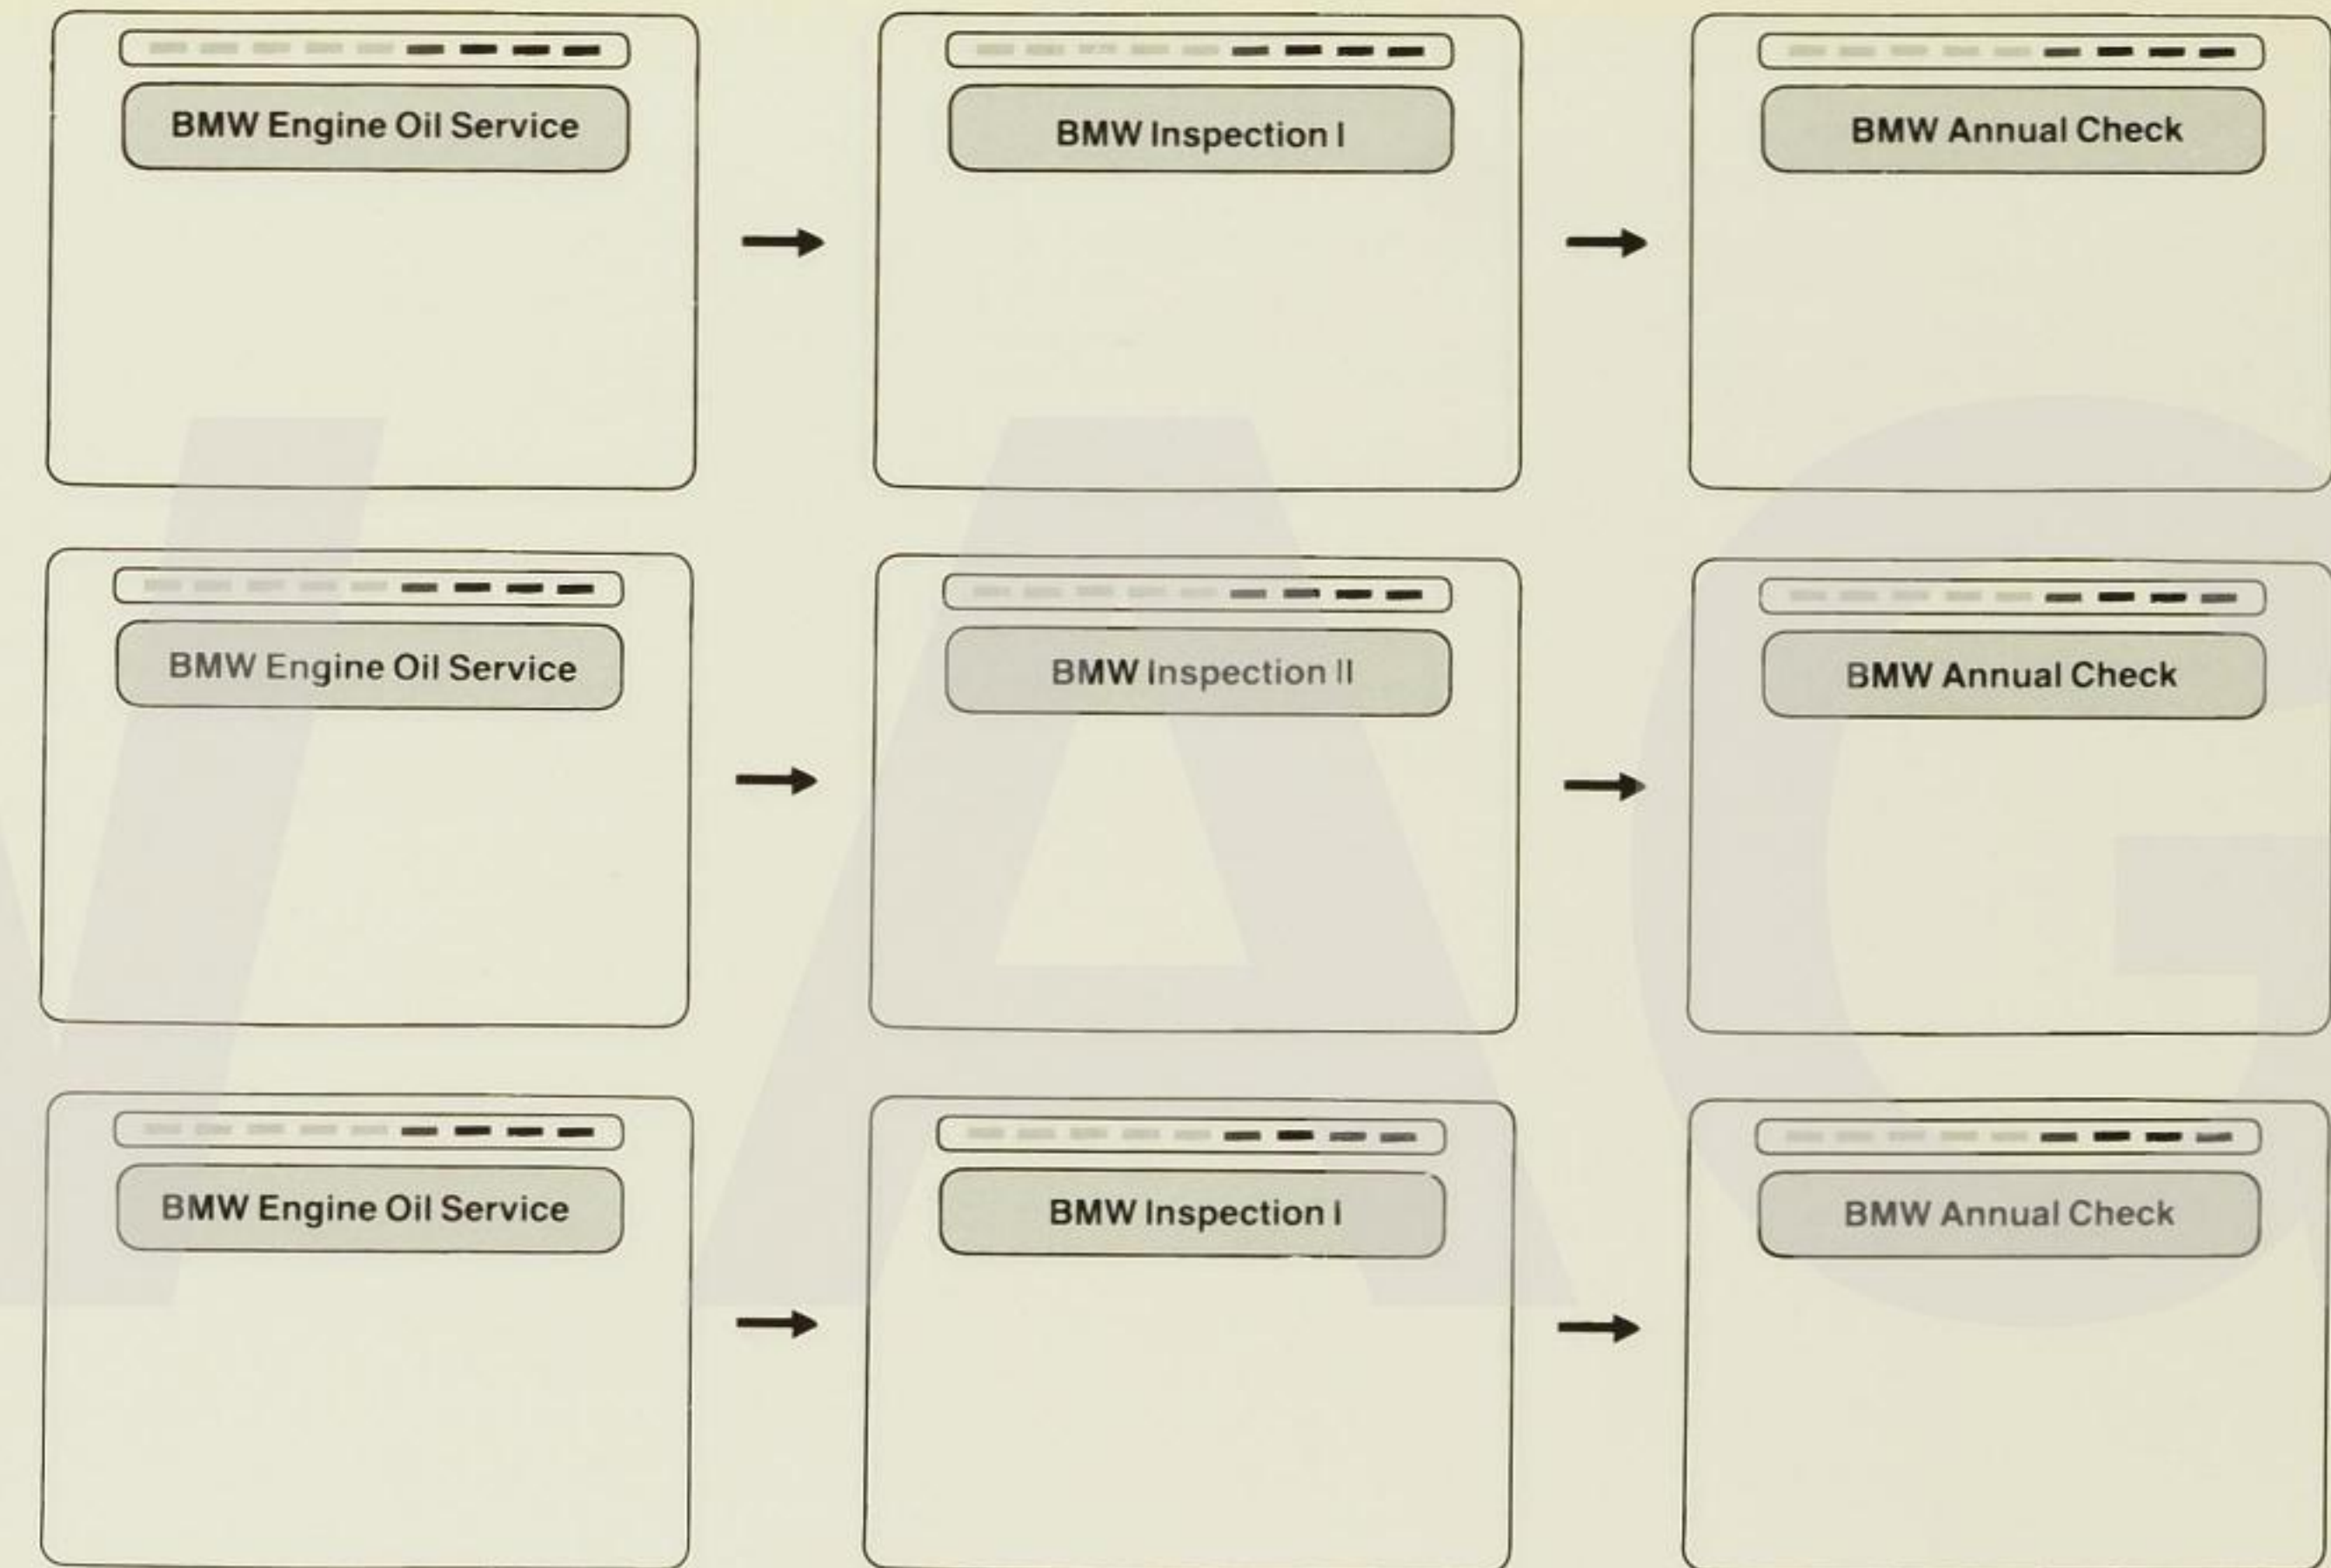 BMW Engine Oil Service
BMW Inspection I
BMW Annual Check
BMW Engine Oil Service
BMW Inspection II
BMW Annual Check
BMW Engine Oil Service
BMW Inspection I
BMW Annual Check